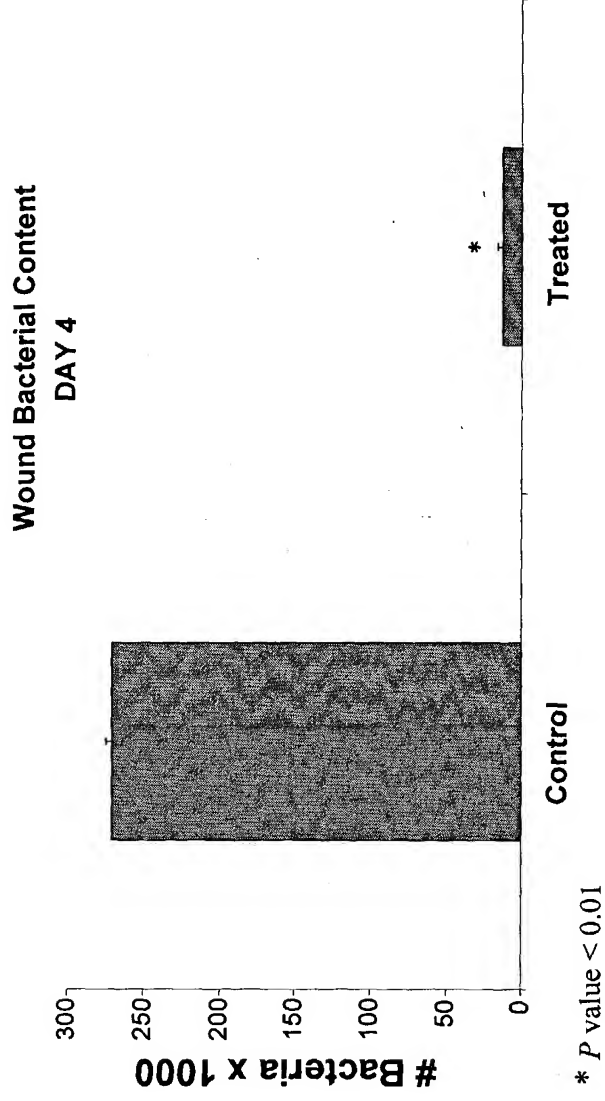 Wound Bacterial Content
DAY 4
# Bacteria x 1000
300
250
200
150
100
50
0
*
Control
Treated
* P value < 0.01